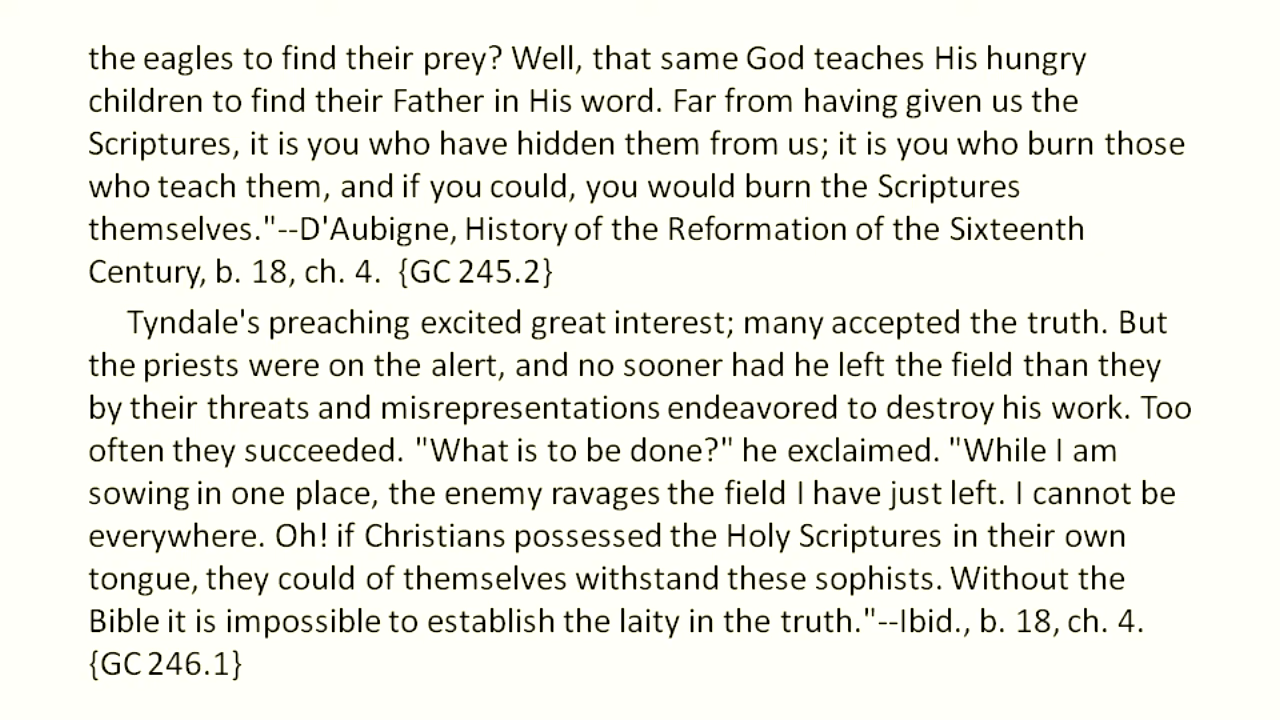 the eagles to find their prey? Well, that same God teaches His hungry
children to find their Father in His word. Far from having given us the
Scriptures, it is you who have hidden them from us; it is you who burn those
who teach them, and if you could, you would burn the Scriptures
themselves."--D'Aubigne, History of the Reformation of the Sixteenth
Century, b. 18, ch. 4.  {GC 245.2}
Tyndale's preaching excited great interest; many accepted the truth. But
the priests were on the alert, and no sooner had he left the field than they
by their threats and misrepresentations endeavored to destroy his work. Too
often they succeeded. "What is to be done?" he exclaimed. "While I am
sowing in one place, the enemy ravages the field I have just left. I cannot be
everywhere. Oh! if Christians possessed the Holy Scriptures in their own
tongue, they could of themselves withstand these sophists. Without the
Bible it is impossible to establish the laity in the truth."--Ibid., b. 18, ch. 4.
{GC 246.1}